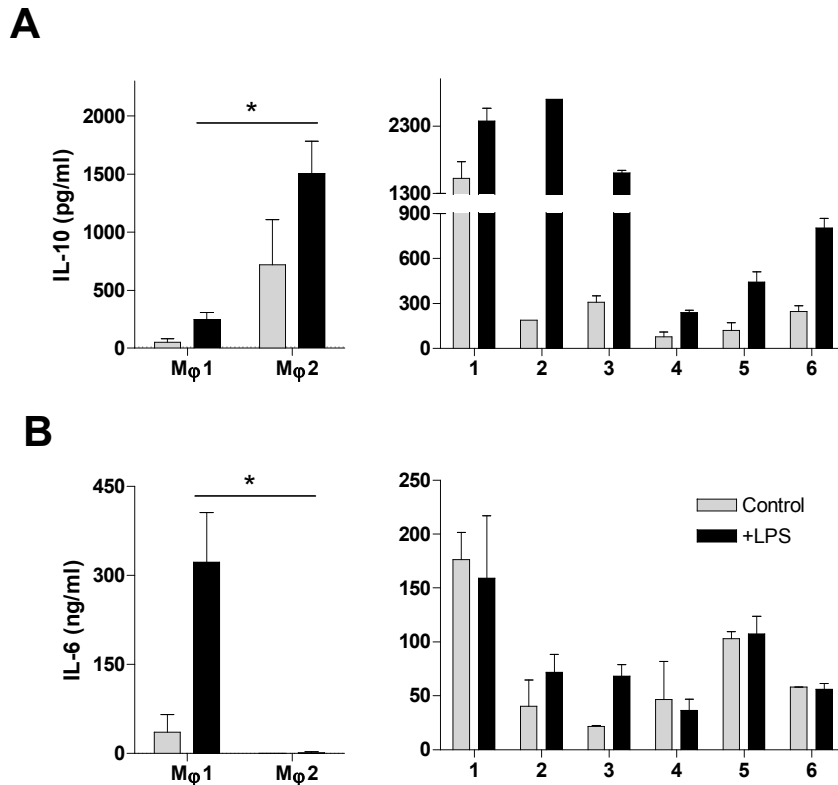 A
IL-10 (pg/ml)
2000
1500
1000
500
0
*
Mφ1 Mφ2
2300
1300
900
600
300
0
1 2 3 4 5 6
B
IL-6 (ng/ml)
450
300
150
0
*
Mφ1 Mφ2
250
200
150
100
50
0
Control
+LPS
1 2 3 4 5 6